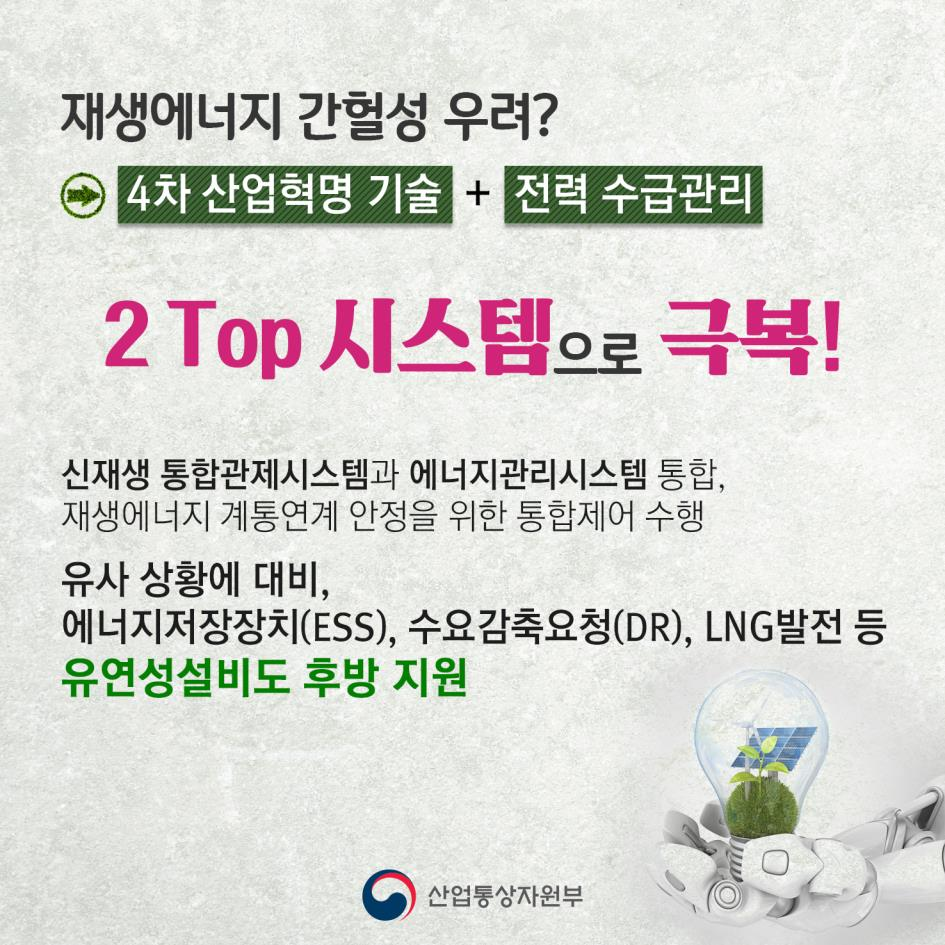 재생에너지 간헐성 우려?
4차 산업혁명 기술 + 전력 수급관리
2 Top 시스템으로 극복!
신재생 통합관제시스템과 에너지관리시스템 통합,
재생에너지 계통연계 안정을 위한 통합제어 수행
유사 상황에 대비,
에너지저장장치(ESS), 수요감축요청(DR), LNG발전 등
유연성설비도 후방 지원
산업통상자원부